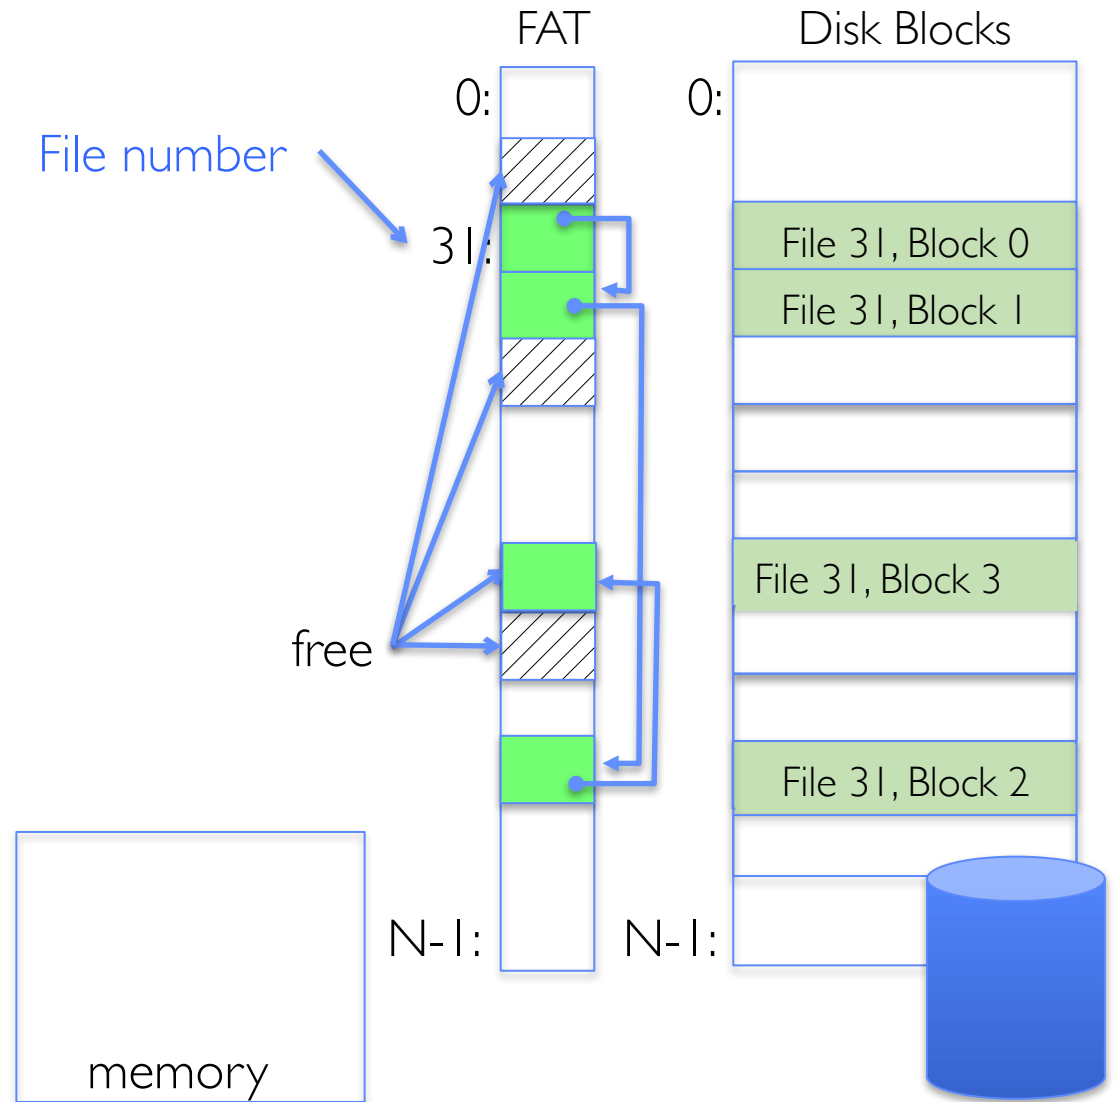 FAT
Disk Blocks
0:
0:
File number
31:
File 31, Block 0
File 31, Block 1
File 31, Block 3
free
File 31, Block 2
N-1:
N-1:
memory